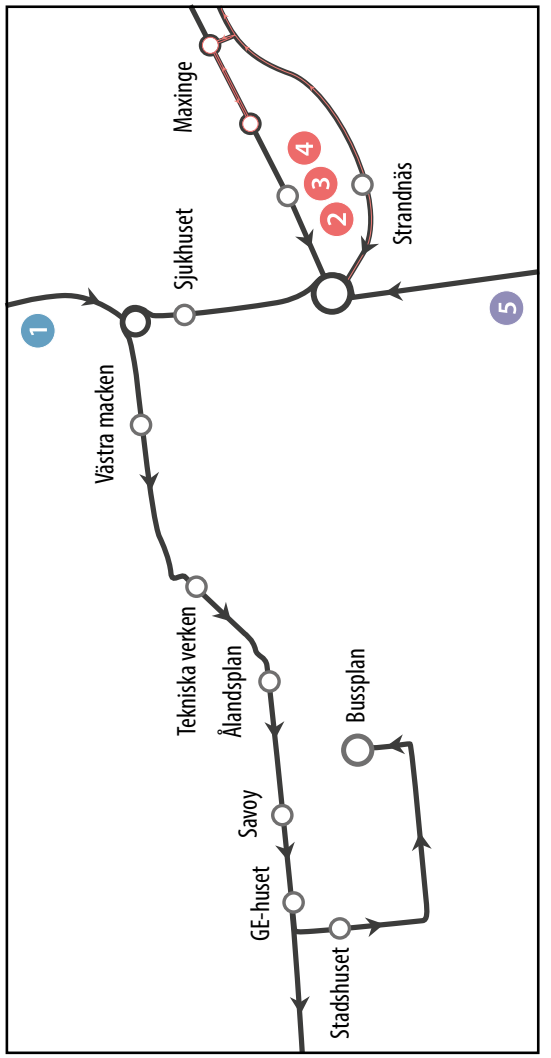 1
Västra macken
Sjukhuset
Maxinge
4
3
2
Strandnäs
5
Tekniska verken
Ålandsplan
Savoy
GE-huset
Stadshuset
Bussplan